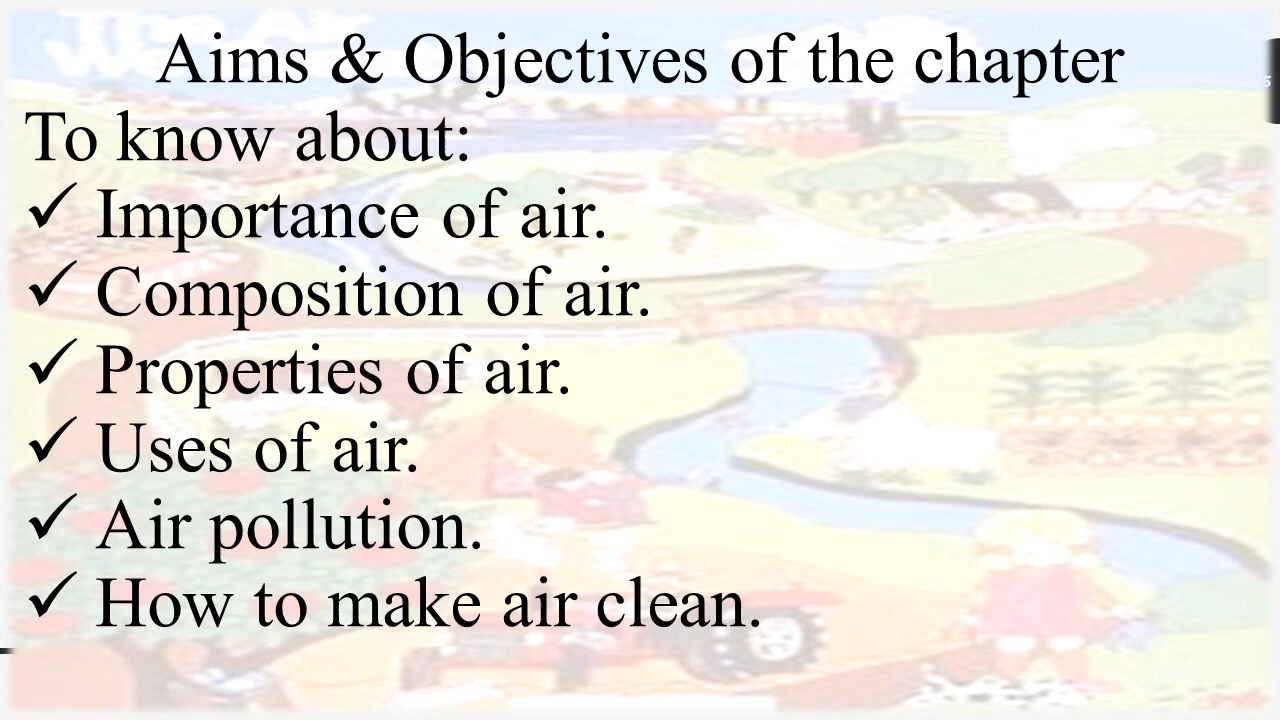 Aims & Objectives of the chapter
5
To know about:
✓ Importance of air.
✓ Composition of air.
✓ Properties of air.
✓ Uses of air.
✓ Air pollution.
✓ How to make air clean.